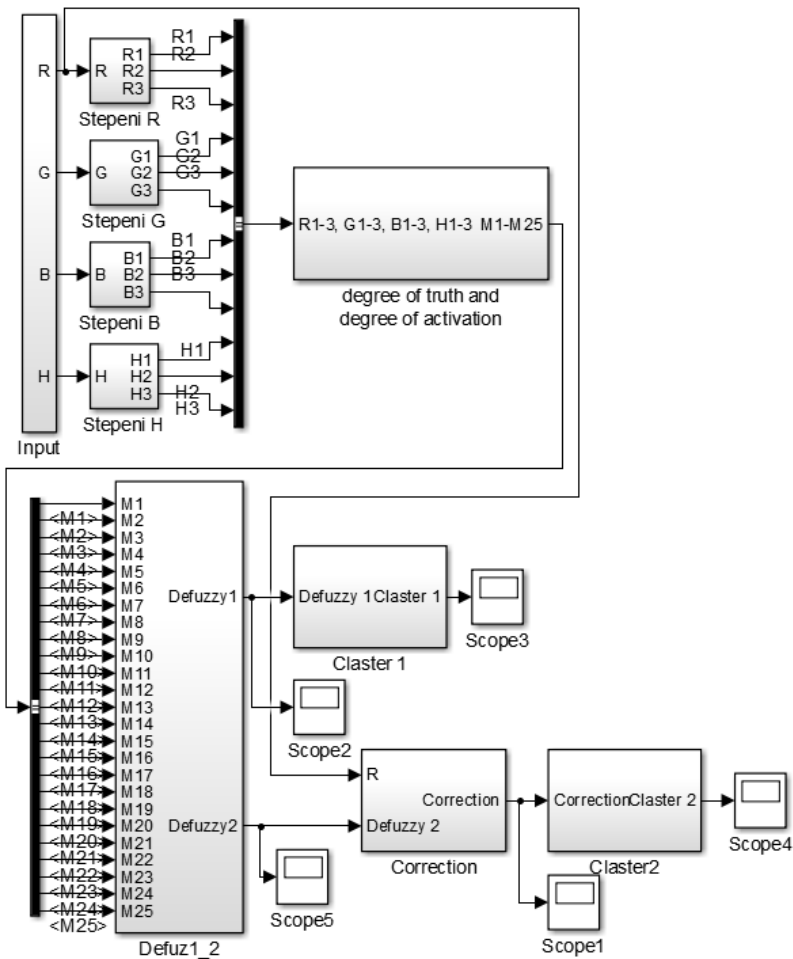 R
R
R1
R2
R3
R1
R2
R3
Stepeni R
G
G
G1
G2
G3
G1
G2
G3
Stepeni G
B
B
B1
B2
B3
B1
B2
B3
Stepeni B
H
H
H1
H2
H3
H1
H2
H3
Stepeni H
Input
R1-3, G1-3, B1-3, H1-3 M1-M25
degree of truth and
degree of activation
<M1>
<M2>
<M3>
<M4>
<M5>
<M6>
<M7>
<M8>
<M9>
<M10>
<M11>
<M12>
<M13>
<M14>
<M15>
<M16>
<M17>
<M18>
<M19>
<M20>
<M21>
<M22>
<M23>
<M24>
<M25>
M1
M2
M3
M4
M5
M6
M7
M8
M9
M10
M11
M12
M13
M14
M15
M16
M17
M18
M19
M20
M21
M22
M23
M24
M25
Defuzzy1
Defuzzy2
Defuz1_2
Defuzzy 1 Claster 1
Claster 1
Scope3
Scope2
R
Defuzzy 2
Correction
Correction
CorrectionClaster 2
Claster2
Scope4
Scope5
Scope1